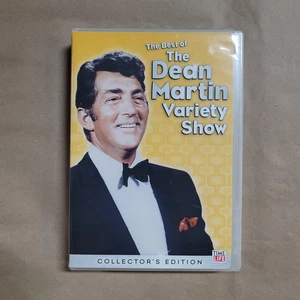 The Best of
The
Dean
Martin
Variety
Show
TIME
LIFE
COLLECTOR'S EDITION